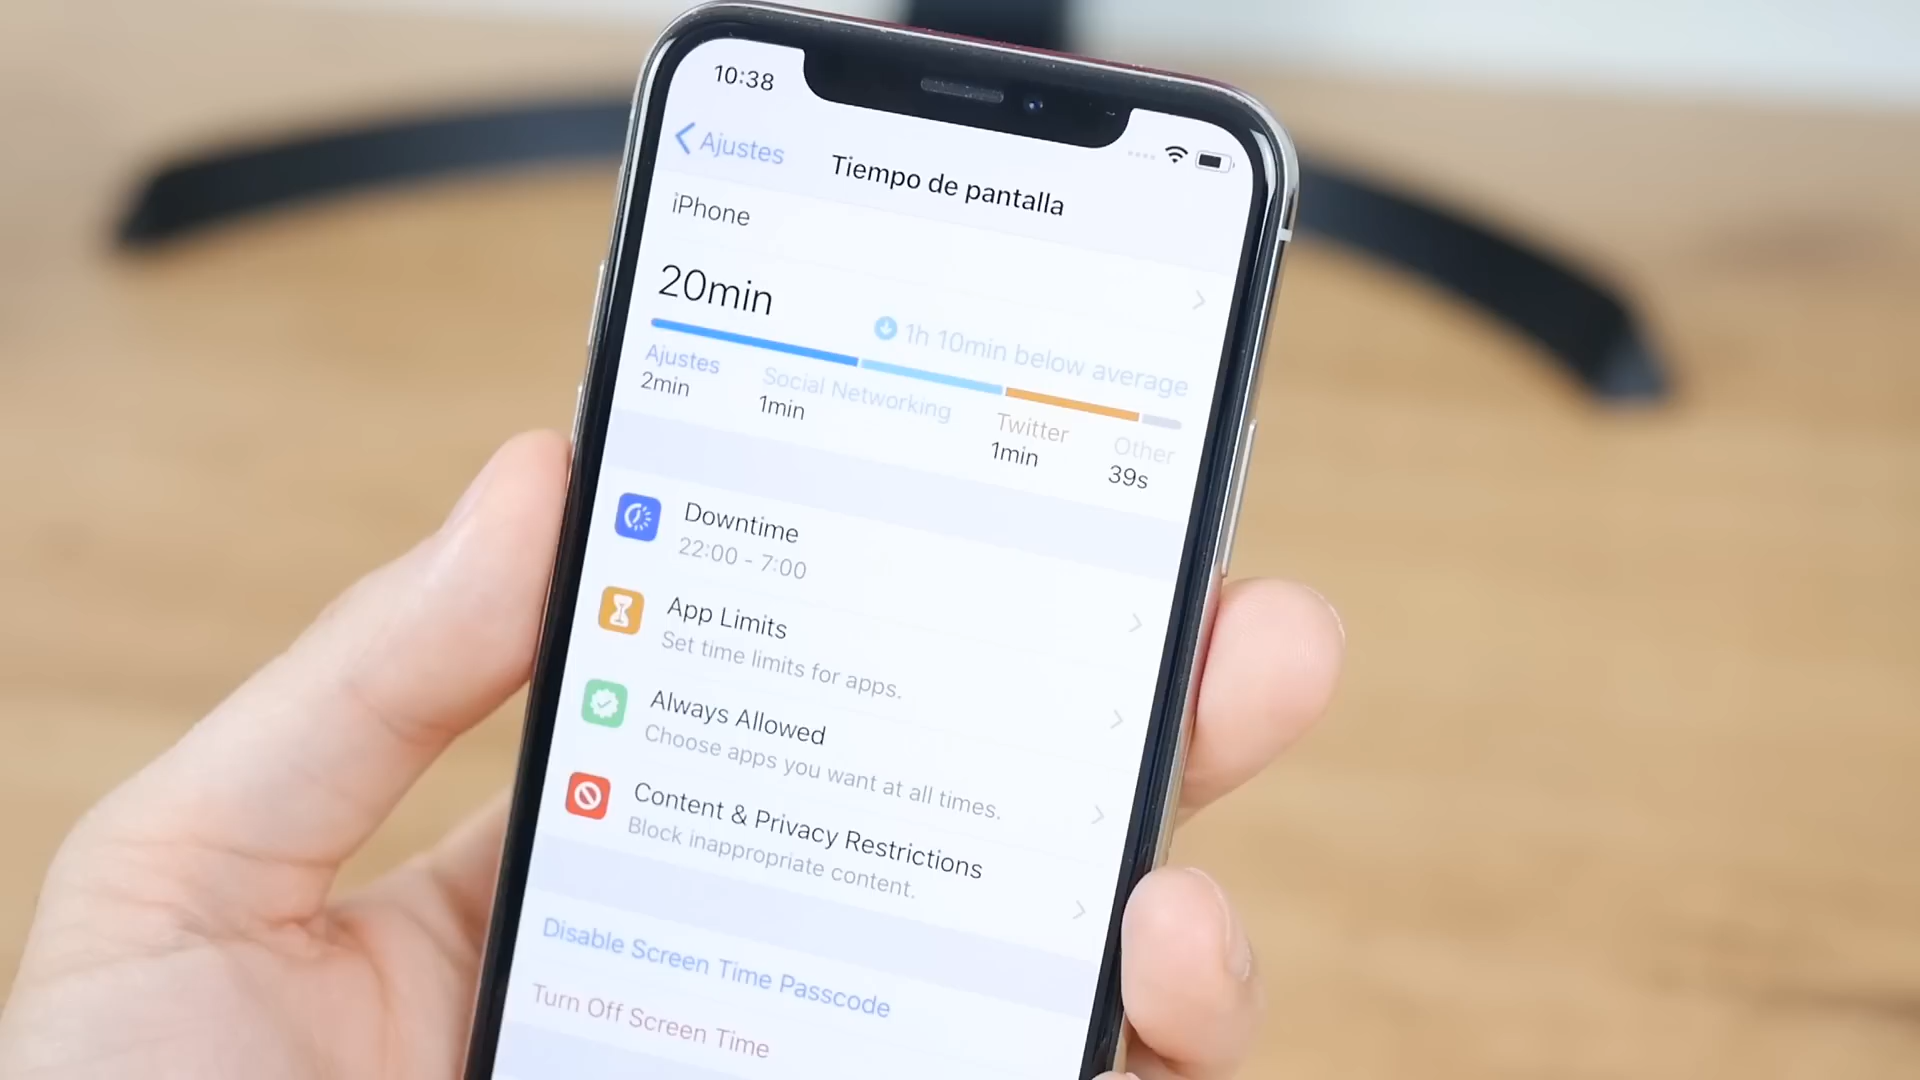 10:38
Ajustes
Tiempo de pantalla
iPhone
20min
1h 10min below average
Ajustes
2min
Social Networking
1min
Twitter
1min
Other
39s
Downtime
22:00 - 7:00
App Limits
Set time limits for apps.
Always Allowed
Choose apps you want at all times.
Content & Privacy Restrictions
Block inappropriate content.
Disable Screen Time Passcode
Turn Off Screen Time